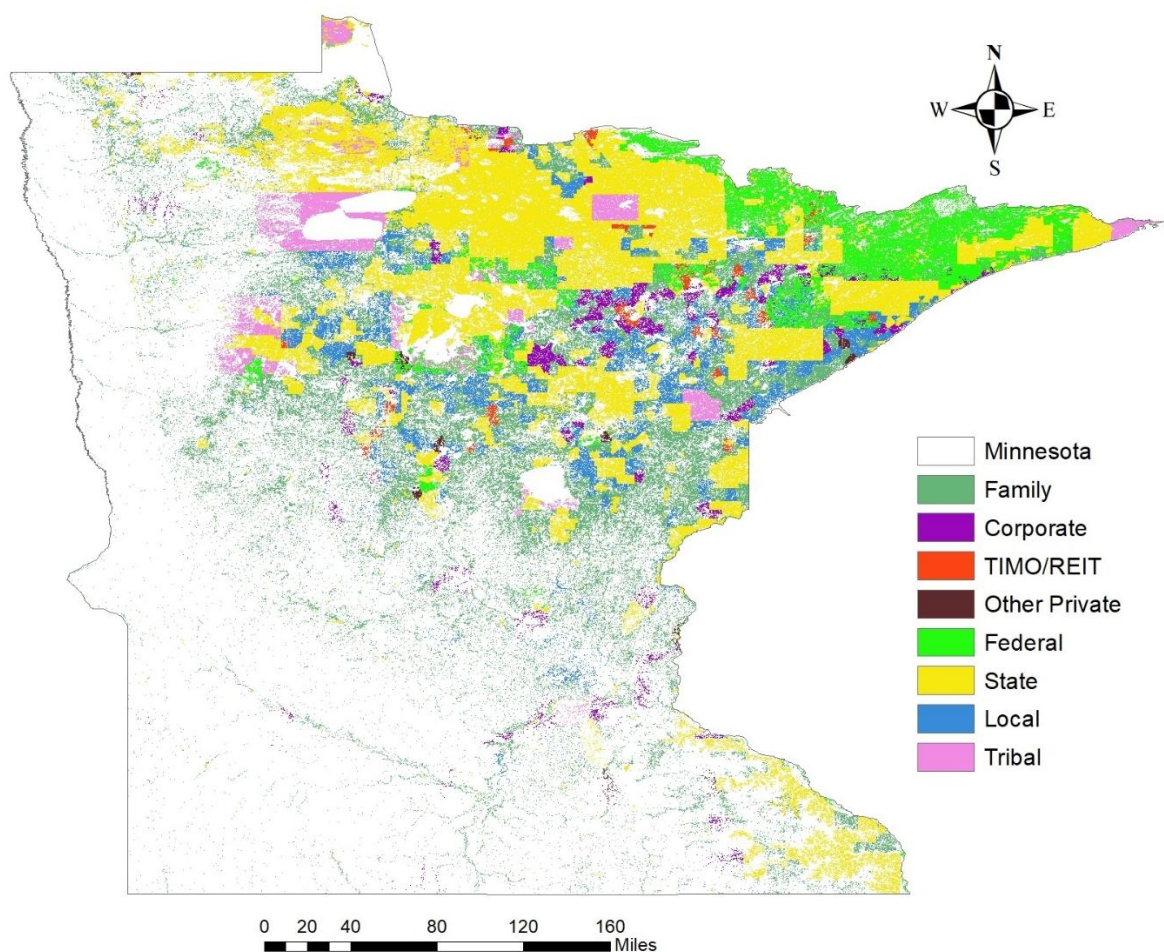 N
W E
S
Minnesota
Family
Corporate
TIMO/REIT
Other Private
Federal
State
Local
Tribal
0 20 40 80 120 160
Miles